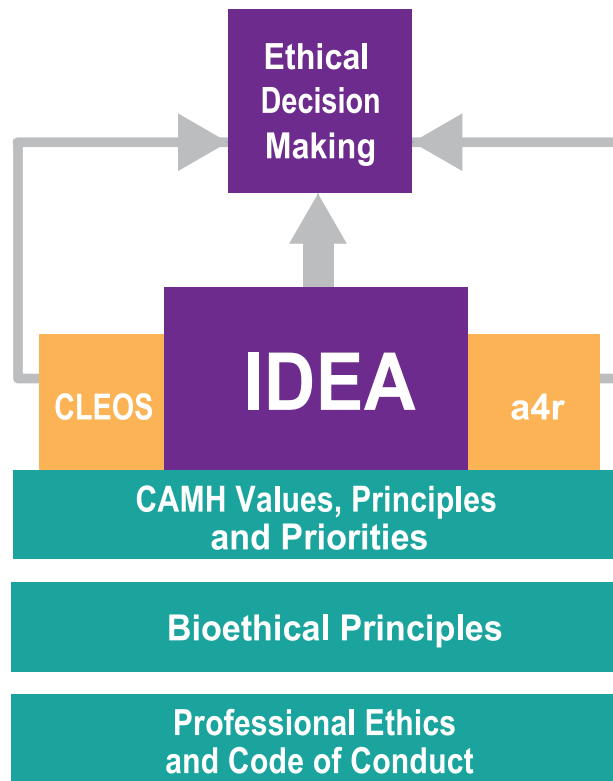 Ethical
Decision
Making
CLEOS
IDEA
a4r
CAMH Values, Principles
and Priorities
Bioethical Principles
Professional Ethics
and Code of Conduct